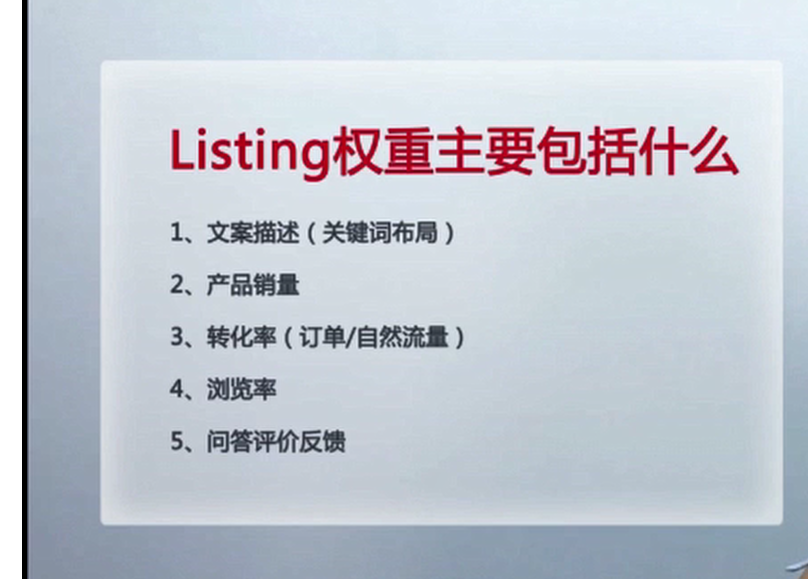 Listing权重主要包括什么
1、文案描述（关键词布局）
2、产品销量
3、转化率（订单/自然流量）
4、浏览率
5、问答评价反馈